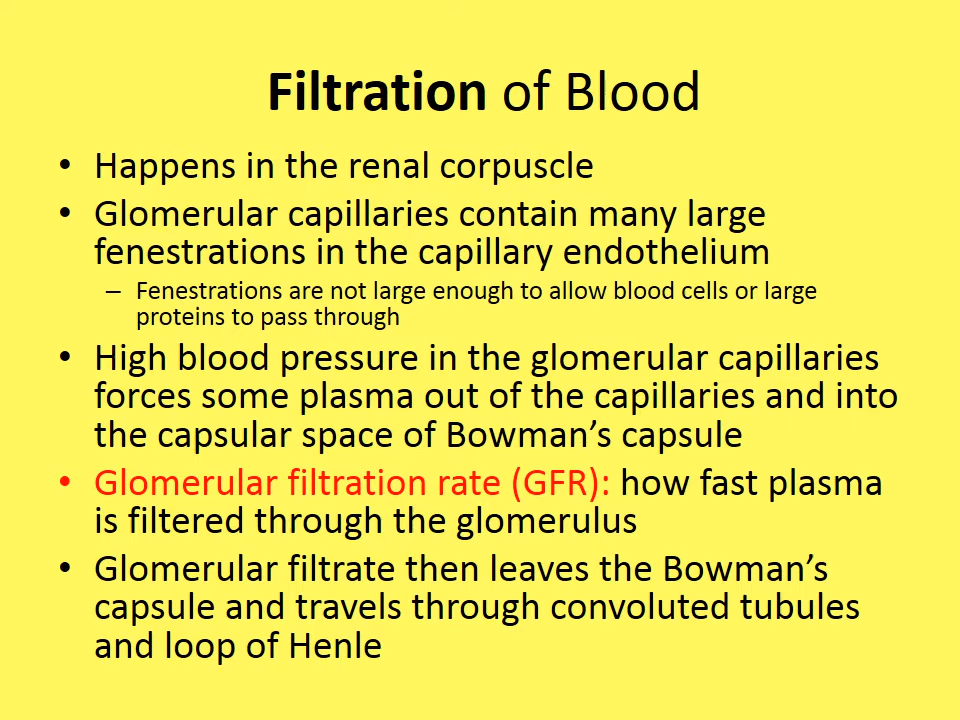 Filtration of Blood
• Happens in the renal corpuscle
• Glomerular capillaries contain many large
fenestrations in the capillary endothelium
– Fenestrations are not large enough to allow blood cells or large
proteins to pass through
• High blood pressure in the glomerular capillaries
forces some plasma out of the capillaries and into
the capsular space of Bowman’s capsule
• Glomerular filtration rate (GFR): how fast plasma
is filtered through the glomerulus
• Glomerular filtrate then leaves the Bowman’s
capsule and travels through convoluted tubules
and loop of Henle